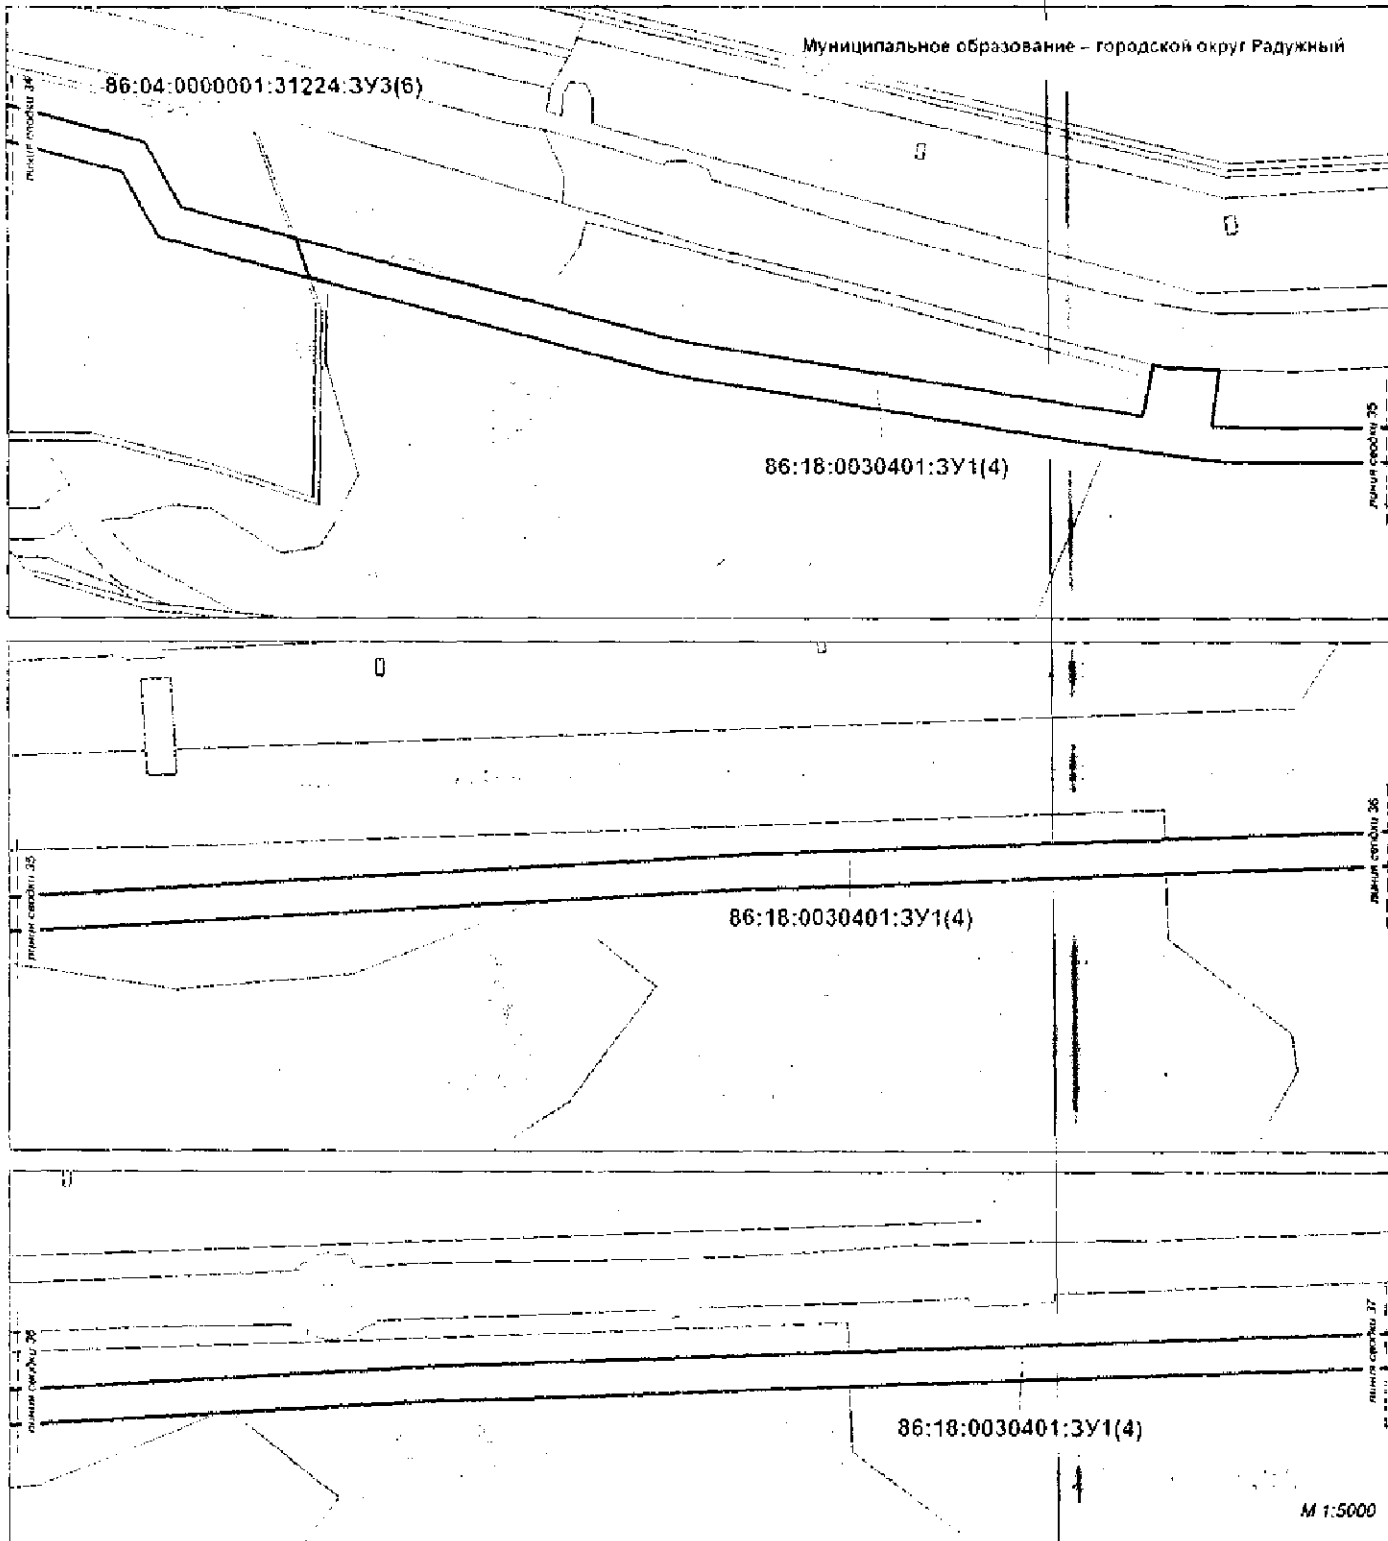 Муниципальное образование – городской округ Радужный
86:04:0000001:31224:ЗУ3(6)
линия сводки 34
86:18:0030401:ЗУ1(4)
линия сводки 35
линия сводки 35
86:18:0030401:ЗУ1(4)
линия сводки 36
линия сводки 36
86:18:0030401:ЗУ1(4)
линия сводки 37
М 1:5000